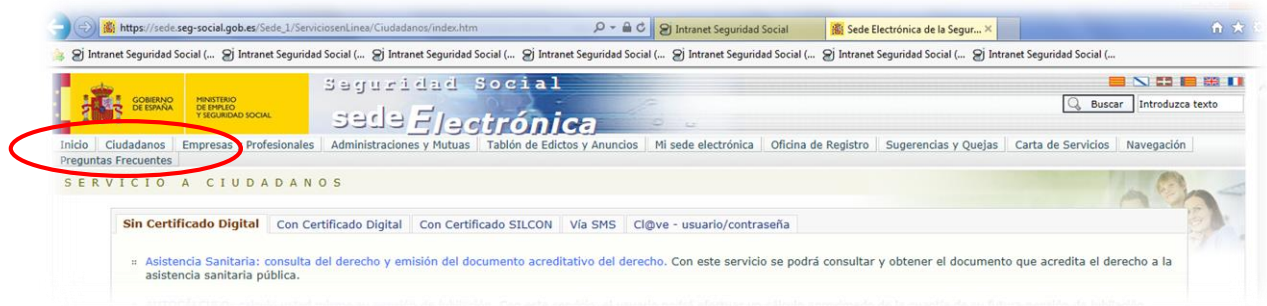 https://sede.seg-social.gob.es/Sede_1/ServiciosenLinea/Ciudadanos/index.htm
Intranet Seguridad Social
Sede Electrónica de la Segur...
Intranet Seguridad Social (... Intranet Seguridad Social (... Intranet Seguridad Social (... Intranet Seguridad Social (... Intranet Seguridad Social (... Intranet Seguridad Social (... Intranet Seguridad Social (...
GOBIERNO DE ESPAÑA
MINISTERIO DE EMPLEO Y SEGURIDAD SOCIAL
Seguridad Social
sedeElectrónica
Buscar Introduzca texto
Inicio Ciudadanos Empresas Profesionales Administraciones y Mutuas Tablón de Edictos y Anuncios Mi sede electrónica Oficina de Registro Sugerencias y Quejas Carta de Servicios Navegación
Preguntas Frecuentes
SERVICIO A CIUDADANOS
Sin Certificado Digital Con Certificado Digital Con Certificado SILCON Vía SMS Cl@ve - usuario/contraseña
Asistencia Sanitaria: consulta del derecho y emisión del documento acreditativo del derecho. Con este servicio se podrá consultar y obtener el documento que acredita el derecho a la
asistencia sanitaria pública.